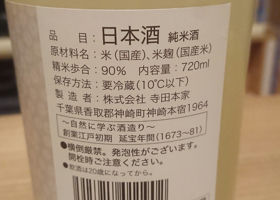 品 目：日本酒 純米酒
原材料名：米（国産）、米麹（国産米）
精米歩合：90％ 内容量：720ml
保存方法：要冷蔵（10℃以下）
製 造 者：株式会社 寺田本家
千葉県香取郡神崎町神崎本宿1964
〜自然に学ぶ酒造り〜
創業江戸初期 延宝年間（1673〜81）
●横倒厳禁。発泡性がございます。
開栓時ご注意ください。
●飲酒は20歳になってから。